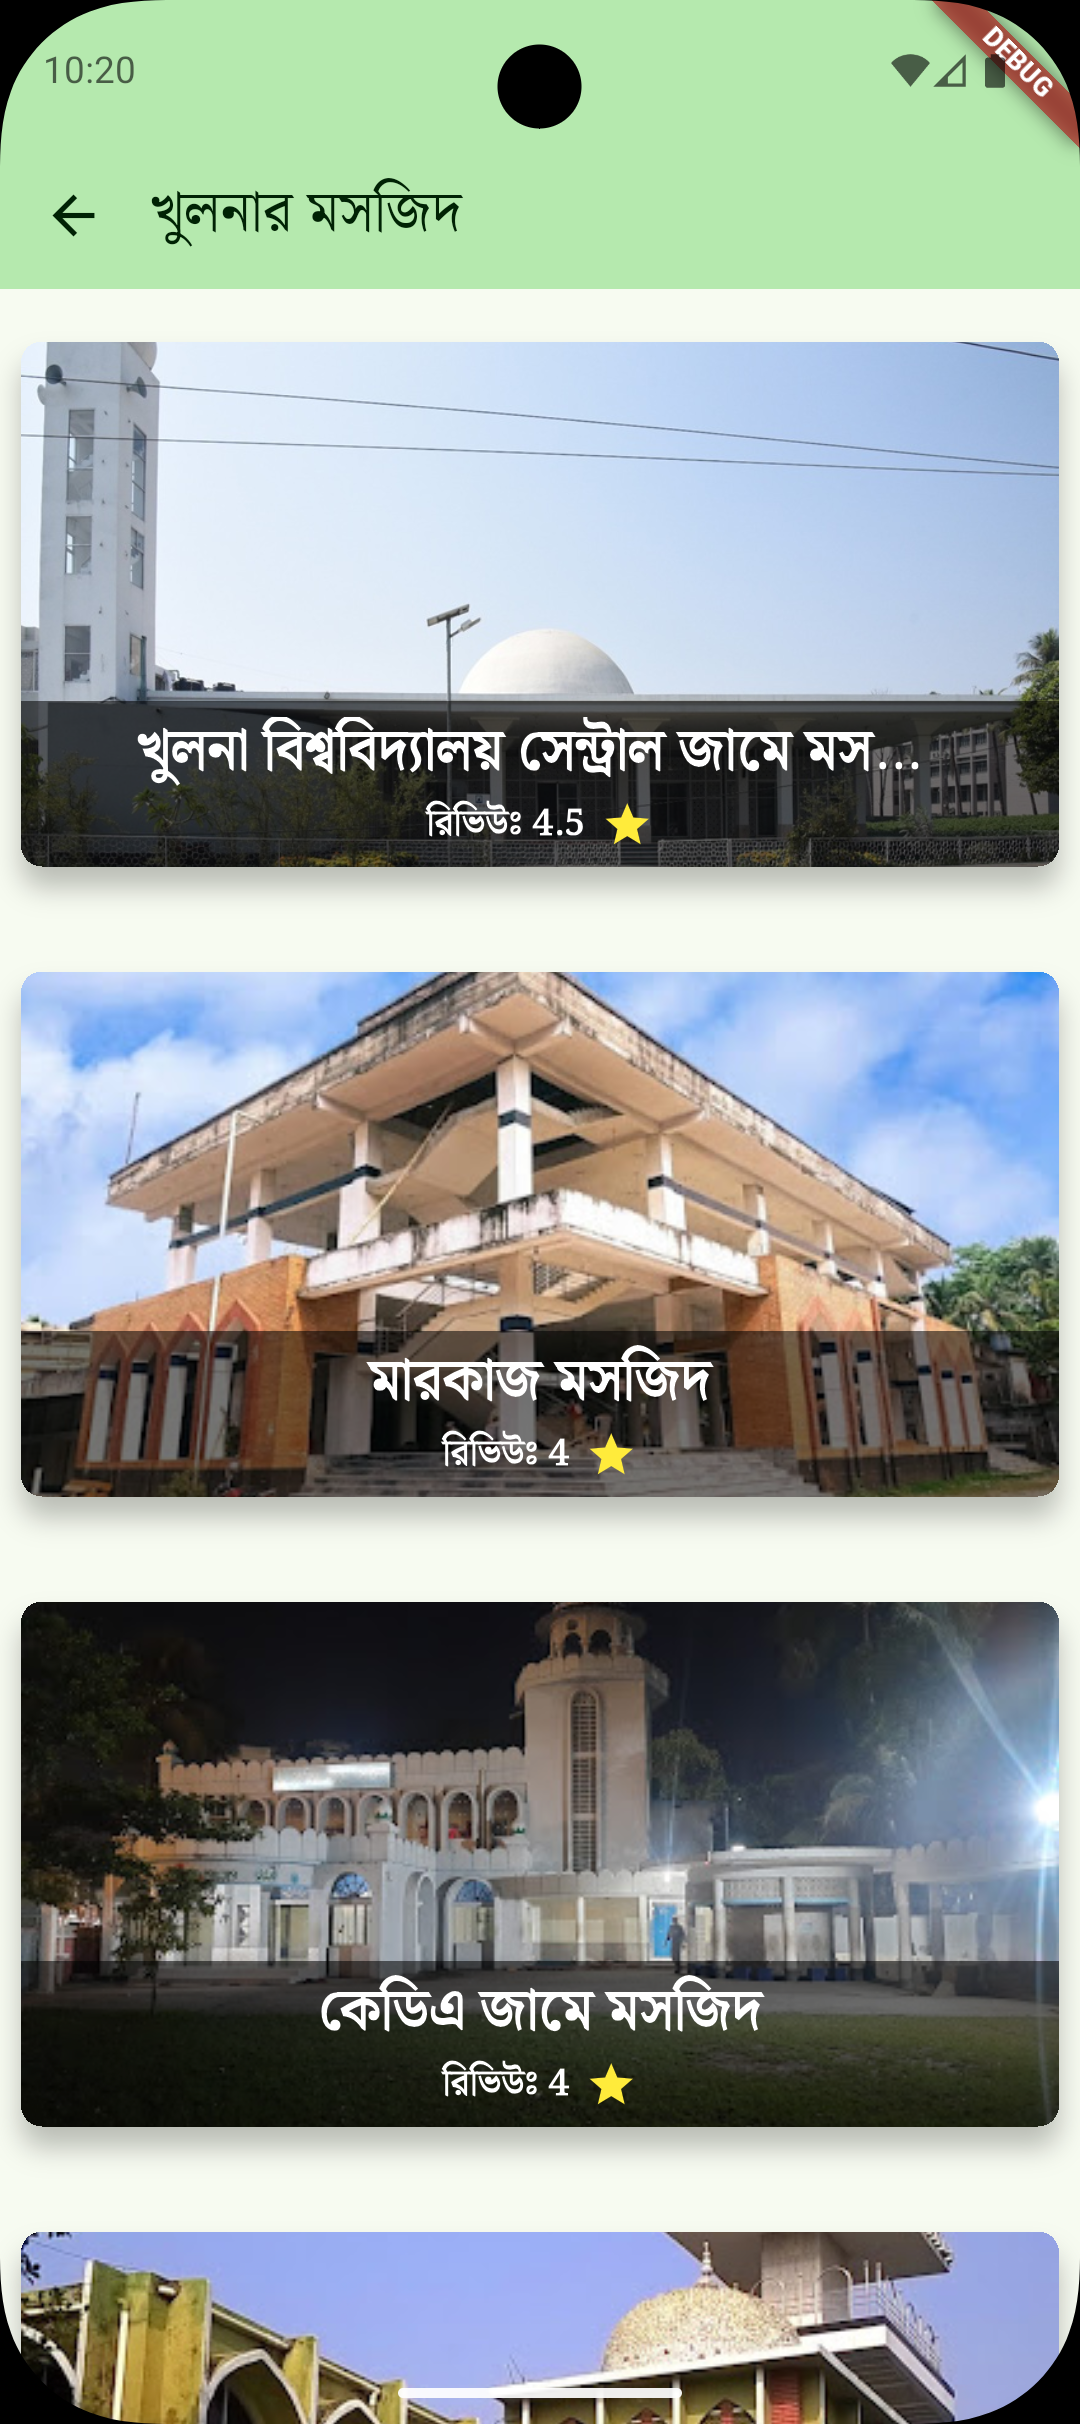 10:20
DEBUG
খুলনার মসজিদ
খুলনা বিশ্ববিদ্যালয় সেন্ট্রাল জামে মস...
রিভিউঃ 4.5
মারকাজ মসজিদ
রিভিউঃ 4
কেডিএ জামে মসজিদ
রিভিউঃ 4